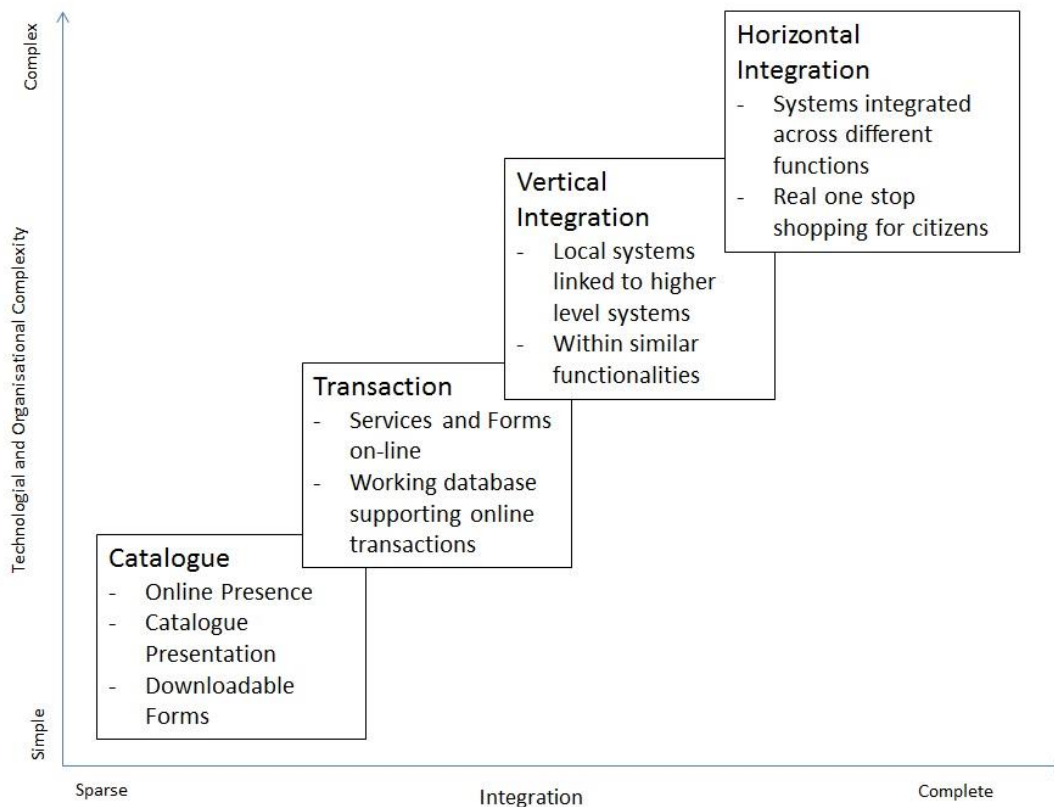 Complex
Technologial and Organisational Complexity
Simple
Horizontal
Integration
- Systems integrated
across different
functions
- Real one stop
shopping for citizens
Vertical
Integration
- Local systems
linked to higher
level systems
- Within similar
functionalities
Transaction
- Services and Forms
on-line
- Working database
supporting online
transactions
Catalogue
- Online Presence
- Catalogue
Presentation
- Downloadable
Forms
Sparse
Integration
Complete